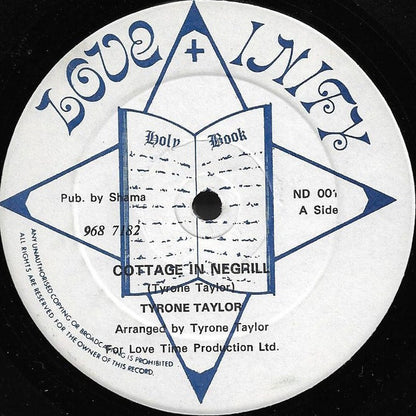 LOVE + INITY
Holy Book
Pub. by Shama
ND 001
A Side
968 7182
COTTAGE IN NEGRILL
(Tyrone Taylor)
TYRONE TAYLOR
Arranged by Tyrone Taylor
For Love Time Production Ltd.
ANY UNAUTHORISED COPYING OR BROADCASTING IS PROHIBITED
ALL RIGHTS ARE RESERVED FOR THE OWNER OF THIS RECORD.